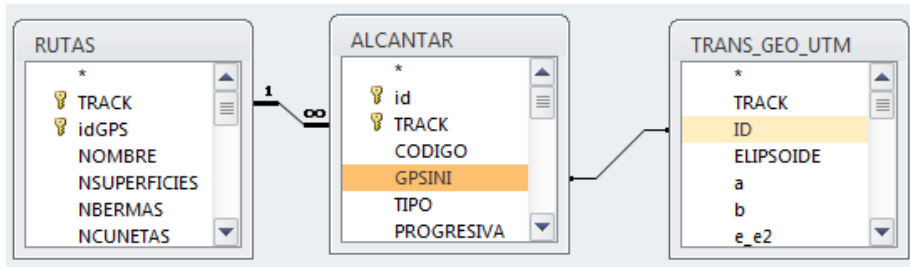 RUTAS
*
TRACK
idGPS
NOMBRE
NSUPERFICIES
NBERMAS
NCUNETAS
1
∞
ALCANTAR
*
id
TRACK
CODIGO
GPSINI
TIPO
PROGRESIVA
TRANS_GEO_UTM
*
TRACK
ID
ELIPSOIDE
a
b
e_e2